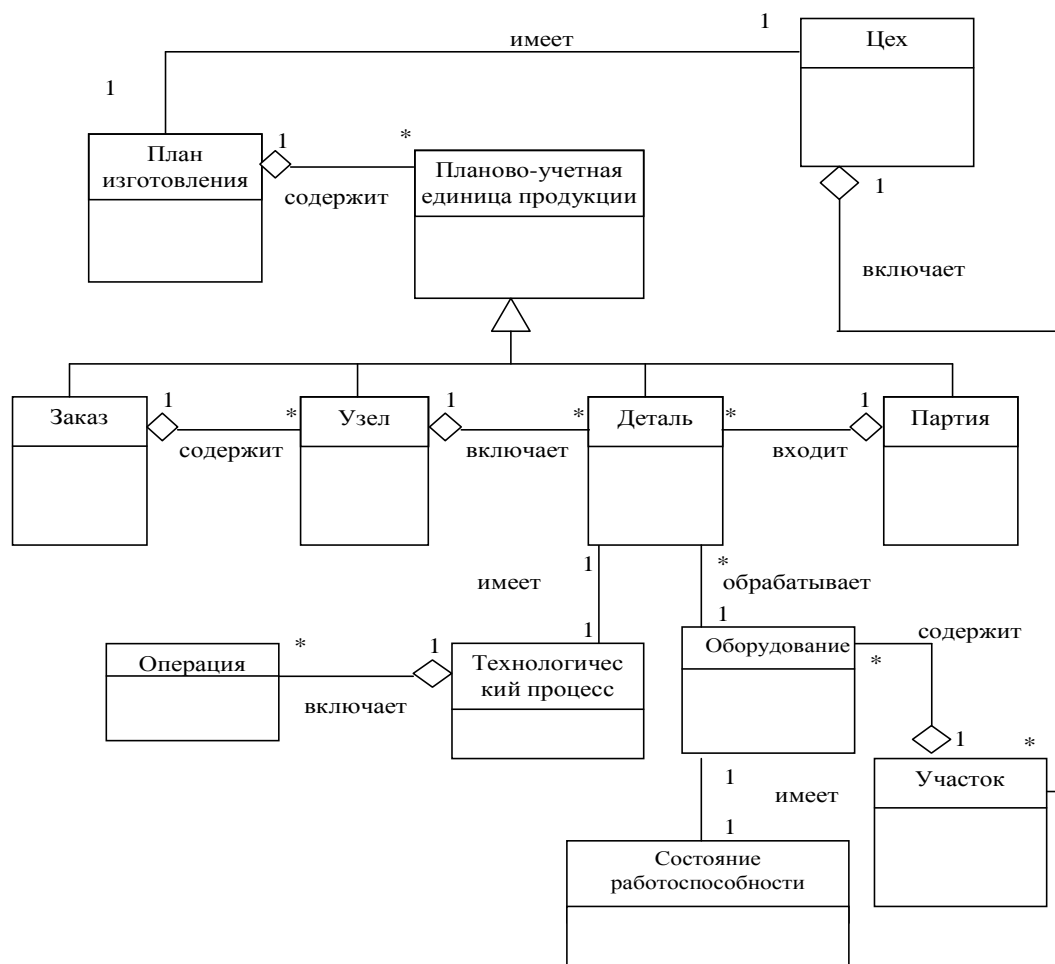 имеет
1
Цех
1
План
изготовления
1
*
содержит
Планово-учетная
единица продукции
1
включает
Заказ
1
*
содержит
Узел
1
*
включает
Деталь
*
1
входит
Партия
имеет
1
*
обрабатывает
1
1
Операция
*
1
включает
Технологичес
кий процесс
Оборудование
содержит
*
1
*
Участок
1
имеет
1
Состояние
работоспособности